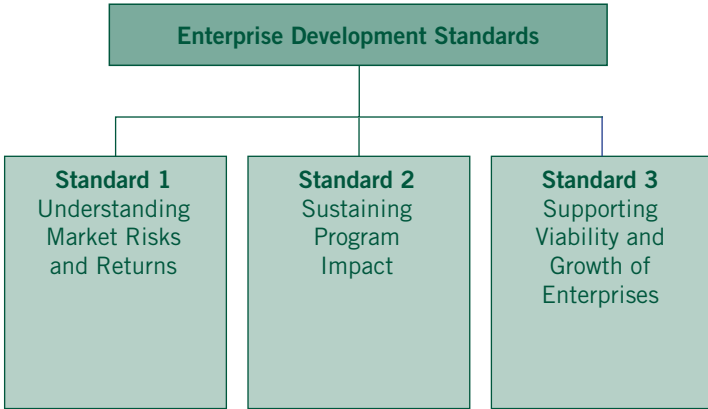 Enterprise Development Standards
Standard 1
Understanding
Market Risks
and Returns
Standard 2
Sustaining
Program
Impact
Standard 3
Supporting
Viability and
Growth of
Enterprises